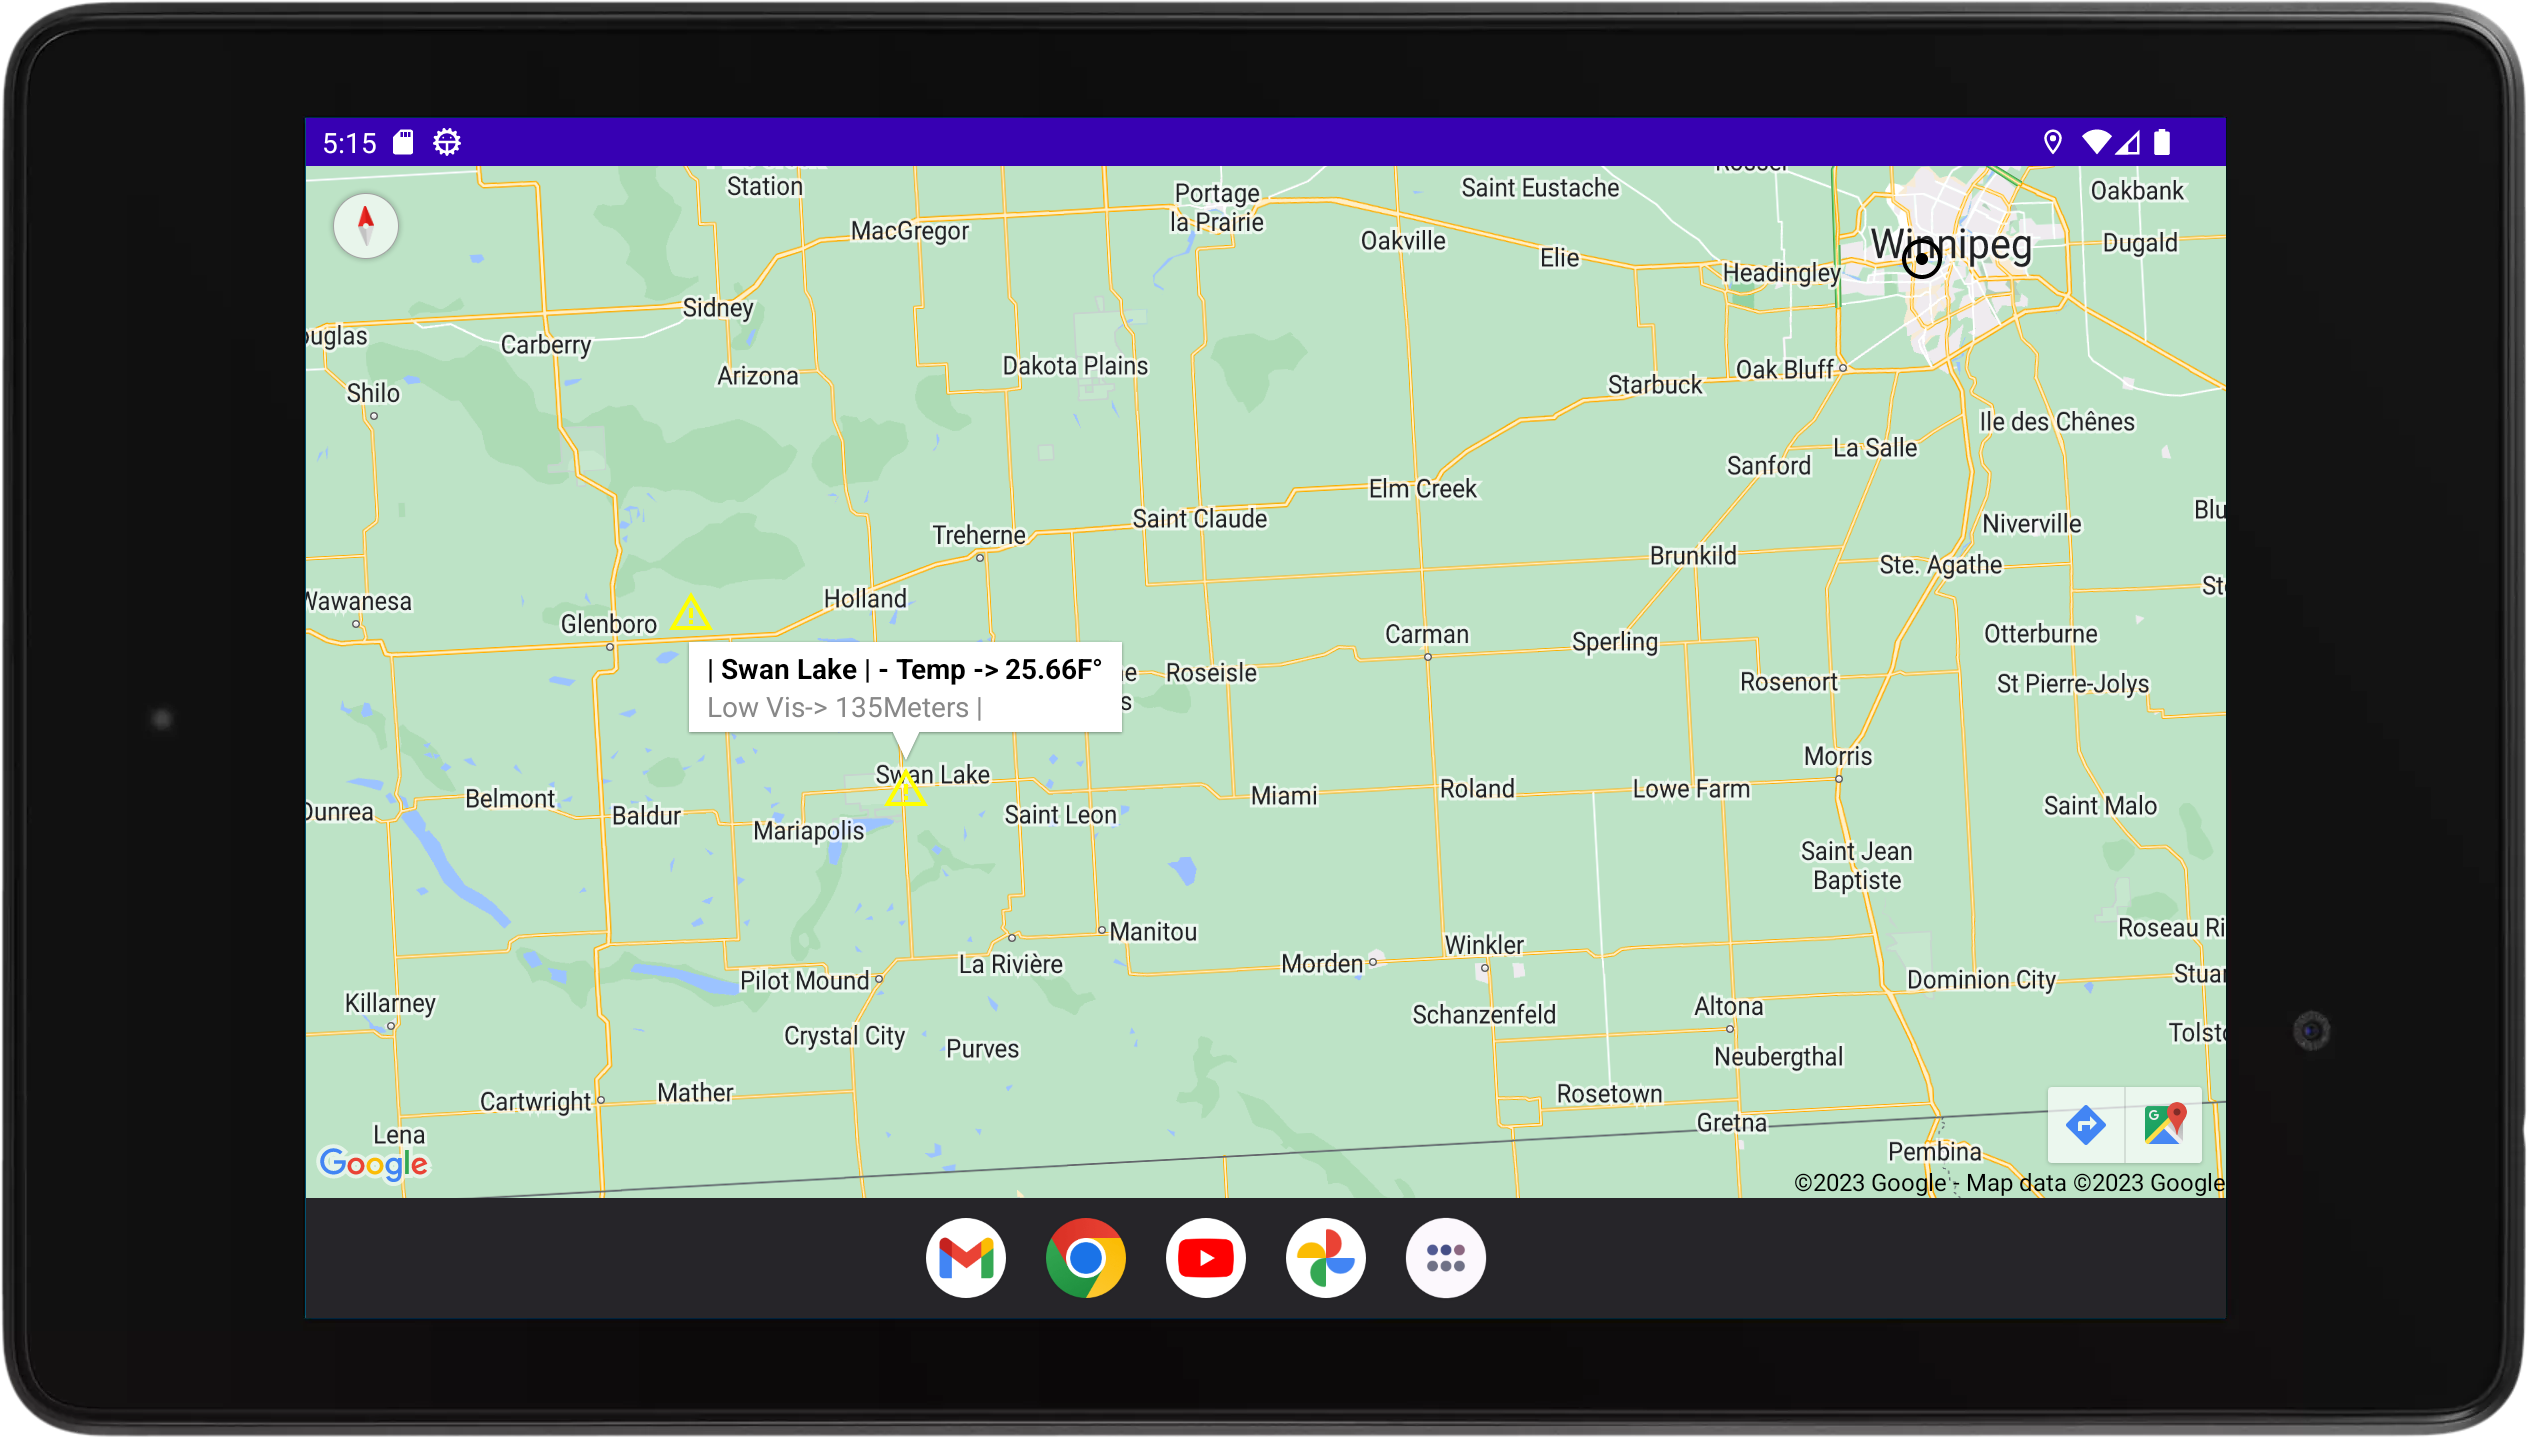 5:15
Station
Portage
la Prairie
Saint Eustache
Oakbank
MacGregor
Oakville
Elie
Winnipeg
Dugald
Headingley
Sidney
Carberry
Arizona
Dakota Plains
Oak Bluff
Starbuck
Shilo
Ile des Chênes
La Salle
Sanford
Elm Creek
Saint Claude
Niverville
Treherne
Brunkild
Ste. Agathe
Wawanesa
Holland
Glenboro
Carman
Sperling
Otterburne
| Swan Lake | - Temp -> 25.66F°
Low Vis-> 135Meters |
Roseisle
Rosenort
St Pierre-Jolys
Morris
Swan Lake
Belmont
Baldur
Mariapolis
Saint Leon
Miami
Roland
Lowe Farm
Saint Malo
Dunrea
Saint Jean
Baptiste
Manitou
Winkler
La Rivière
Morden
Roseau Ri
Pilot Mound
Dominion City
Killarney
Schanzenfeld
Altona
Crystal City
Purves
Neubergthal
Cartwright
Mather
Rosetown
Gretna
Lena
Pembina
Google
©2023 Google - Map data ©2023 Google